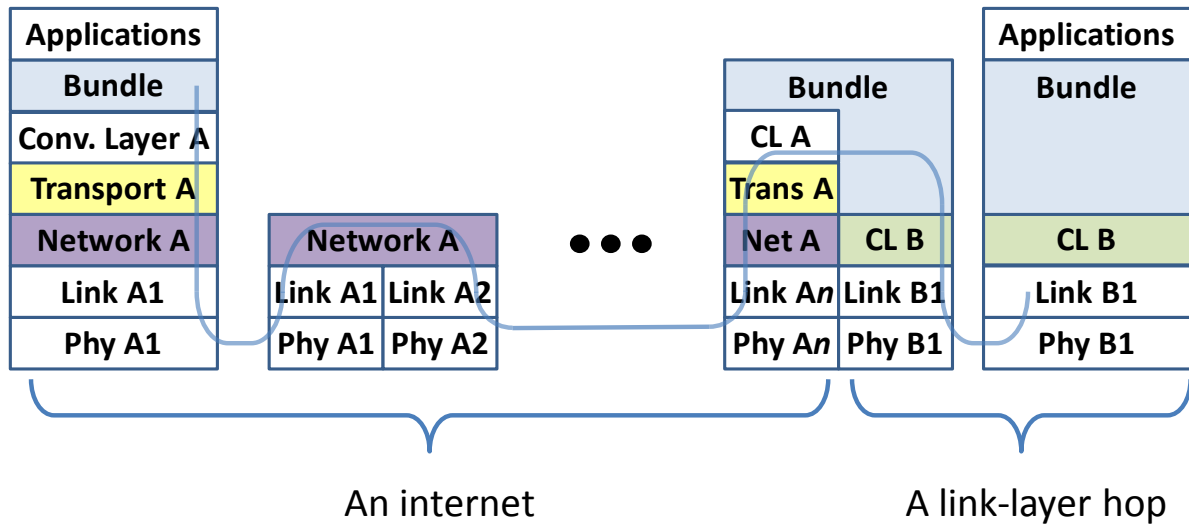 Applications
Bundle
Conv. Layer A
Transport A
Network A
Link A1
Phy A1
Network A
Link A1 Link A2
Phy A1 Phy A2
Bundle
CL A
Trans A
Net A CL B
Link An Link B1
Phy An Phy B1
Applications
Bundle
CL B
Link B1
Phy B1
An internet
A link-layer hop